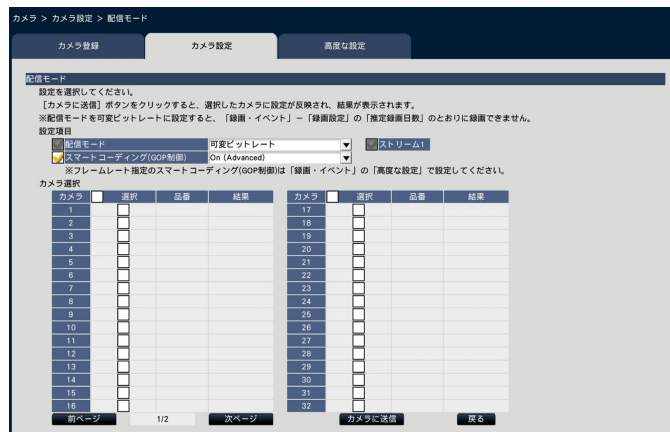 カメラ > カメラ設定 > 配信モード
カメラ登録 カメラ設定 高度な設定
配信モード
設定を選択してください。
［カメラに送信］ボタンをクリックすると、選択したカメラに設定が反映され、結果が表示されます。
※配信モードを可変ビットレートに設定すると、「録画・イベント」－「録画設定」の「推定録画日数」のとおりに録画できません。
設定項目
配信モード 可変ビットレート ストリーム1
スマートコーディング(GOP制御) On (Advanced)
※フレームレート指定のスマートコーディング(GOP制御)は「録画・イベント」の「高度な設定」で設定してください。
カメラ選択
カメラ 選択 品番 結果 カメラ 選択 品番 結果
1 17
2 18
3 19
4 20
5 21
6 22
7 23
8 24
9 25
10 26
11 27
12 28
13 29
14 30
15 31
16 32
前ページ 1/2 次ページ カメラに送信 戻る